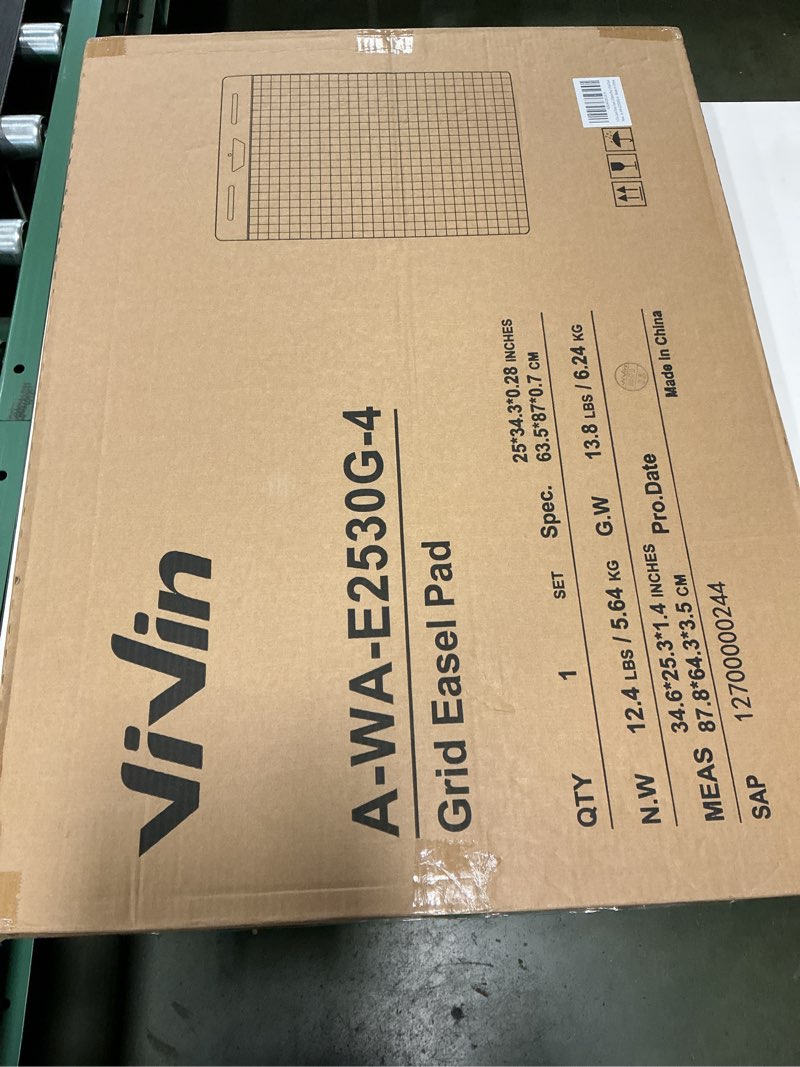 ViVin
A-WA-E2530G-4
Grid Easel Pad
QTY 1 SET Spec. 25*34.3*0.28 INCHES
63.5*87*0.7 CM
N.W 12.4 LBS / 5.64 KG G.W 13.8 LBS / 6.24 KG
MEAS 34.6*25.3*1.4 INCHES Pro.Date
87.8*64.3*3.5 CM
SAP 12700000244 Made In China